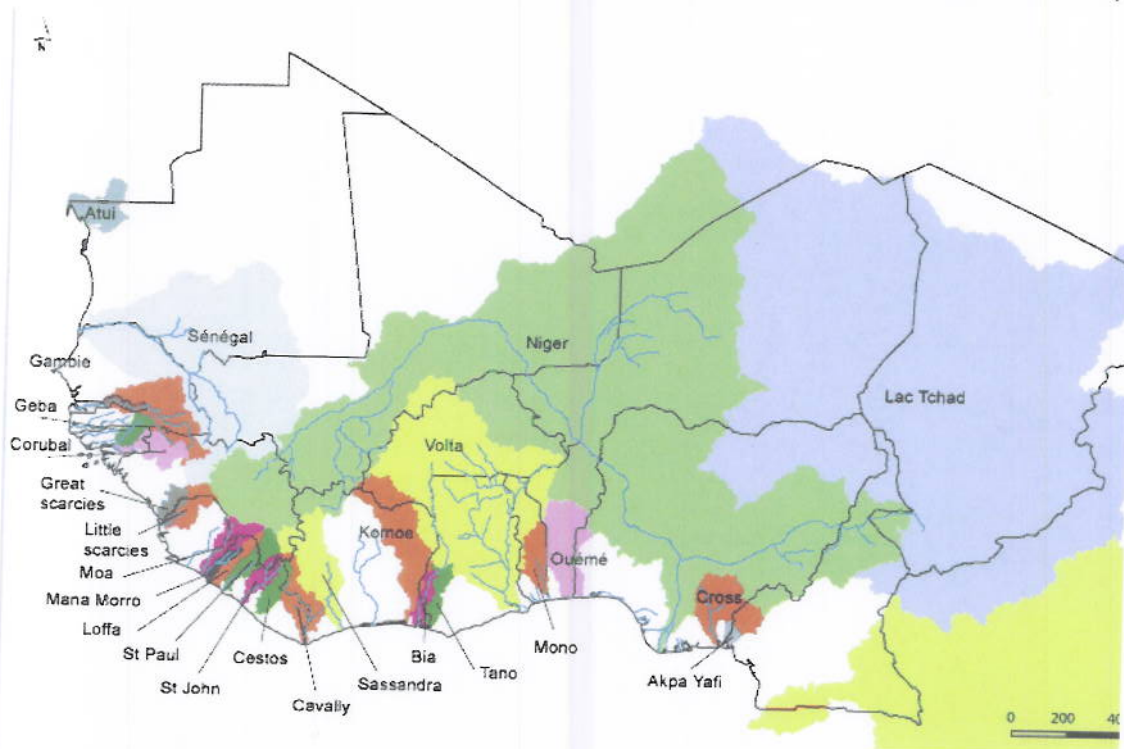 N
Atui
Sénégal
Gambie
Niger
Geba
Lac Tchad
Corubal
Volta
Great
scarcies
Little
scarcies
Komoe
Moa
Ouémé
Mana Morro
Cross
Loffa
St Paul
Cestos
Bia
Mono
St John
Sassandra
Tano
Akpa Yafi
Cavally
0 200 40